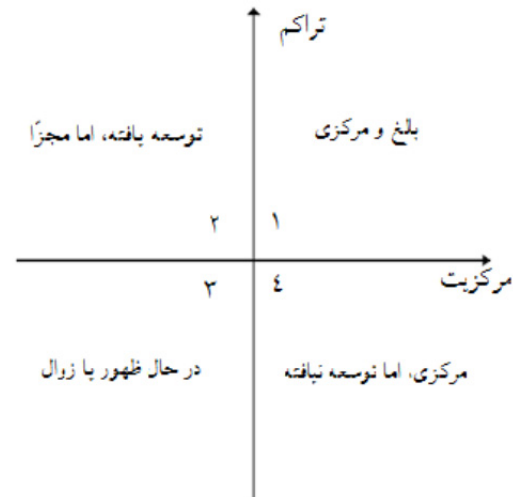 تراکم
بالغ و مرکزی
توسعه یافته، اما مجزّا
۱
۲
مرکزیت
۳
٤
در حال ظهور یا زوال
مرکزی، اما توسعه نیافته